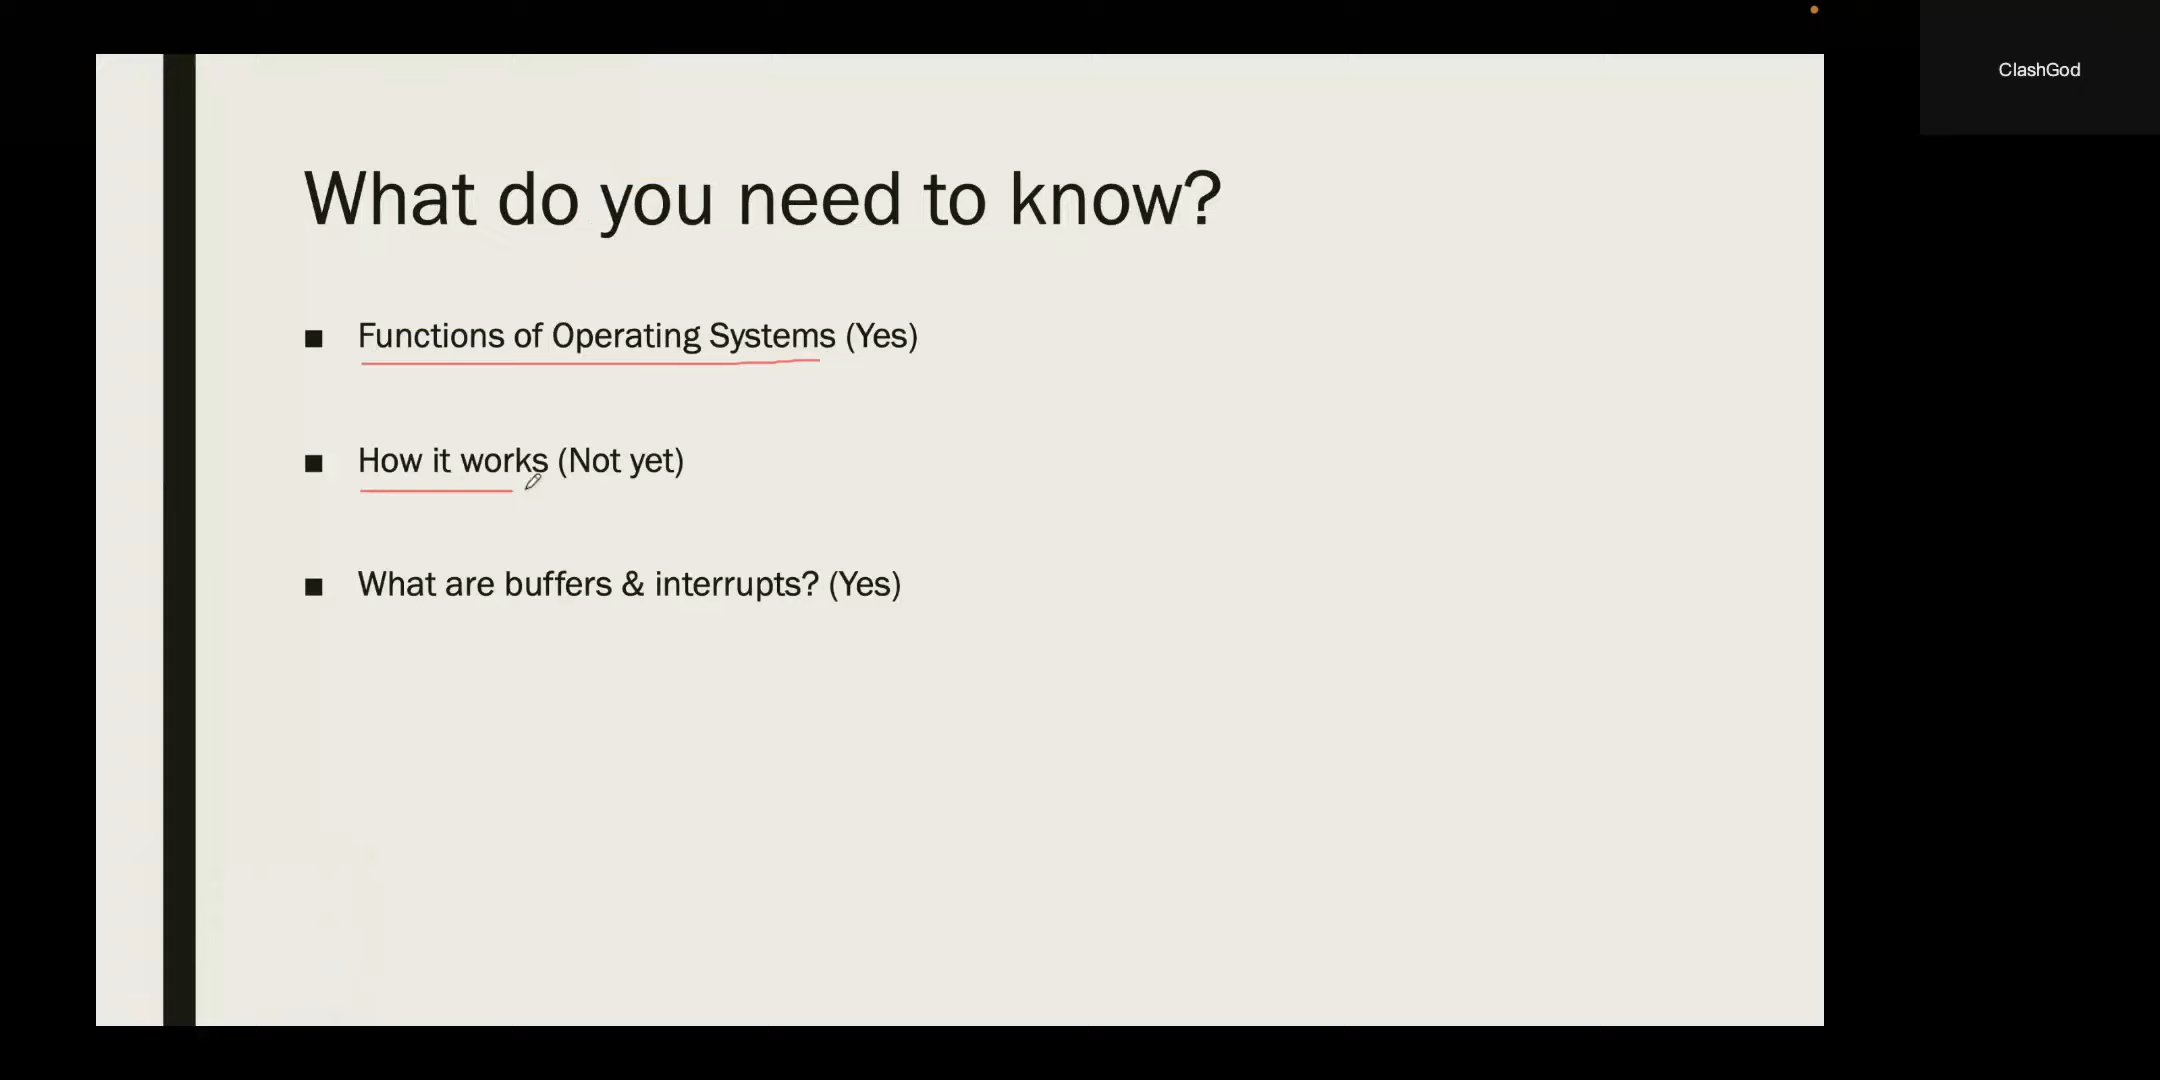 ClashGod
What do you need to know?
■ Functions of Operating Systems (Yes)
■ How it works (Not yet)
■ What are buffers & interrupts? (Yes)